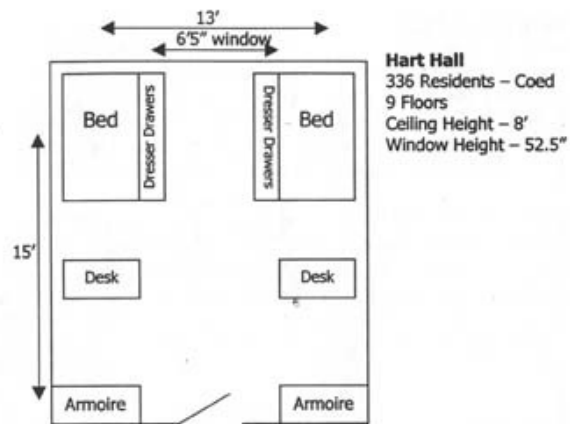 13’
6’5” window
Hart Hall
336 Residents – Coed
9 Floors
Ceiling Height – 8’
Window Height – 52.5”
Bed
Dresser Drawers
Dresser Drawers
Bed
15’
Desk
Desk
Armoire
Armoire